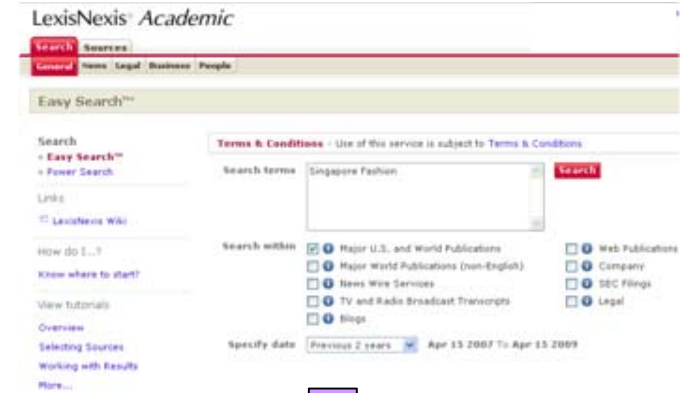 LexisNexis® Academic
Search Sources
General News Legal Business People
Easy Search™
Search
Easy Search™
Power Search
Links
LexisNexis Wiki
How do I...?
Know where to start?
View tutorials
Overview
Selecting Sources
Working with Results
More...
Terms & Conditions - Use of this service is subject to Terms & Conditions
Search terms Singapore Fashion Search
Search within Major U.S. and World Publications Web Publications
Major World Publications (non-English) Company
News Wire Services SEC Filings
TV and Radio Broadcast Transcripts Legal
Blogs
Specify date Previous 2 years Apr 15 2007 To Apr 15 2009